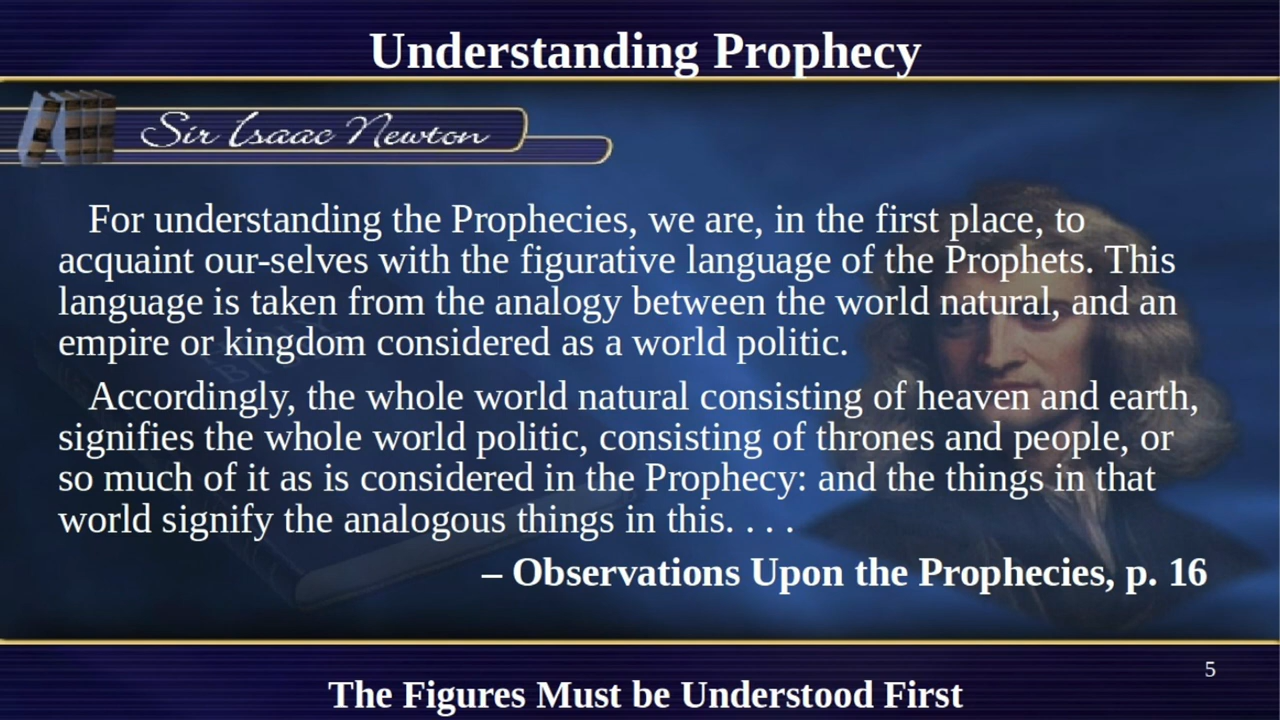 Understanding Prophecy
Sir Isaac Newton
For understanding the Prophecies, we are, in the first place, to
acquaint our-selves with the figurative language of the Prophets. This
language is taken from the analogy between the world natural, and an
empire or kingdom considered as a world politic.
Accordingly, the whole world natural consisting of heaven and earth,
signifies the whole world politic, consisting of thrones and people, or
so much of it as is considered in the Prophecy: and the things in that
world signify the analogous things in this. . . .
– Observations Upon the Prophecies, p. 16
5
The Figures Must be Understood First